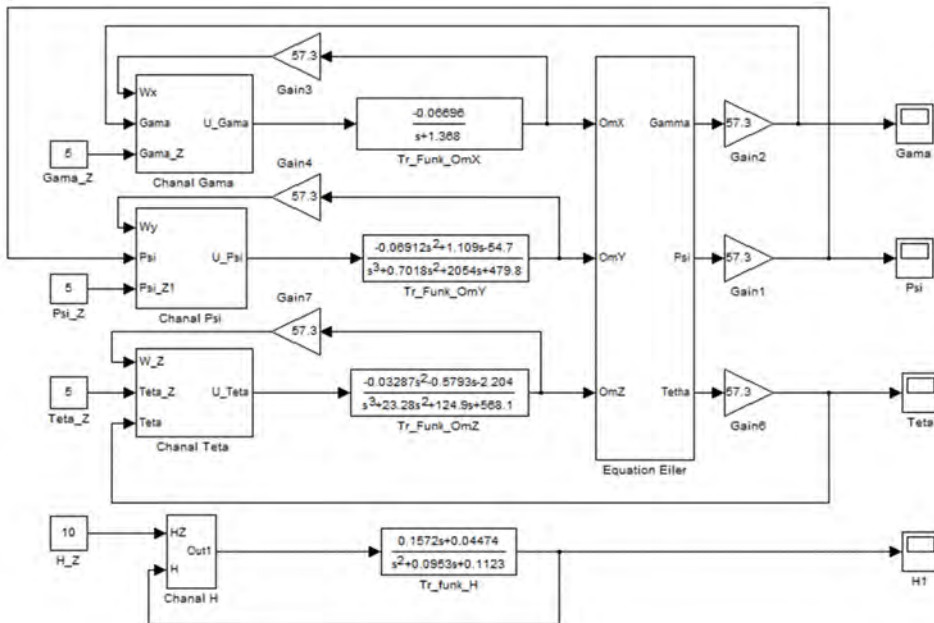 57.3
Gain3
Wx
Gama
Gama_Z
U_Gama
Chanal Gama
5
Gama_Z
-0.06696
s+1.368
Tr_Funk_OmX
OmX
Gamma
57.3
Gain2
Gama
Gain4
57.3
Wy
Psi
Psi_Z1
U_Psi
Chanal Psi
5
Psi_Z
-0.06912s²+1.109s-54.7
s³+0.7018s²+2054s+479.8
Tr_Funk_OmY
OmY
Psi
57.3
Gain1
Psi
Gain7
57.3
W_Z
Teta_Z
Teta
U_Teta
Chanal Teta
5
Teta_Z
-0.03287s²-0.5793s-2.204
s³+23.28s²+124.9s+568.1
Tr_Funk_OmZ
OmZ
Tetha
57.3
Gain6
Teta
Equation Eiler
10
H_Z
HZ
H
Out1
Chanal H
0.1572s+0.04474
s²+0.0953s+0.1123
Tr_funk_H
H1